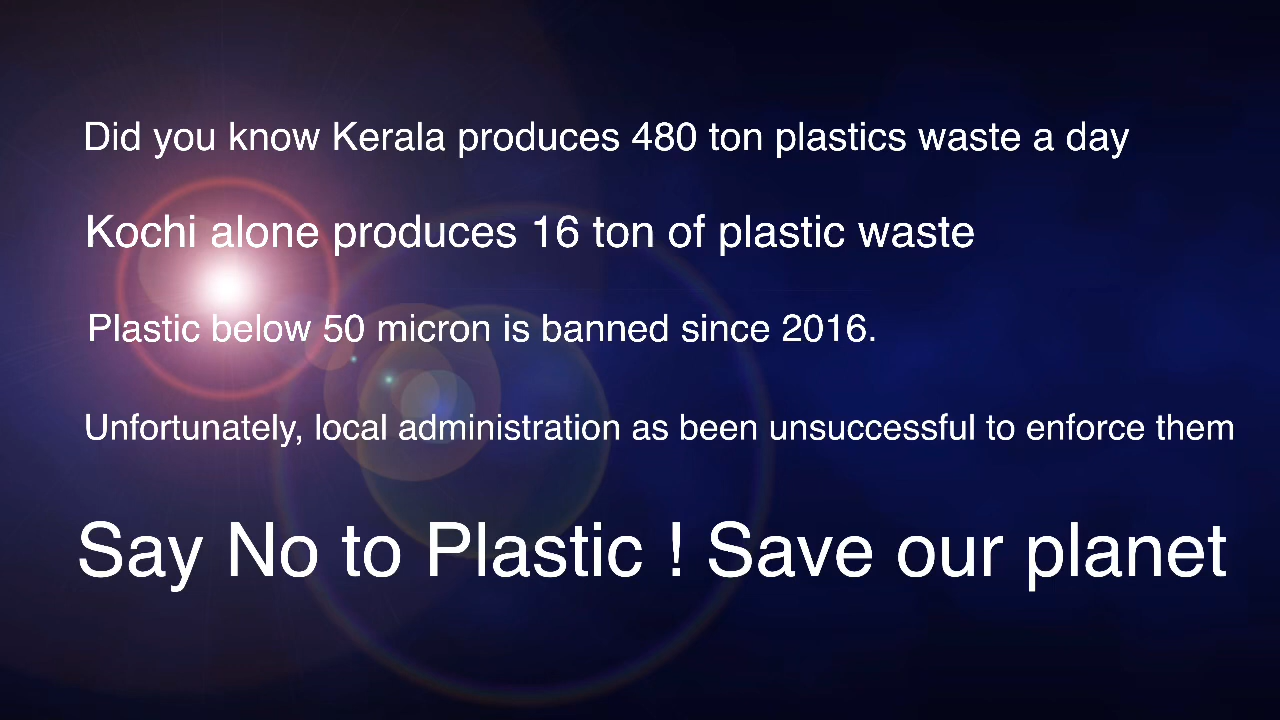 Did you know Kerala produces 480 ton plastics waste a day
Kochi alone produces 16 ton of plastic waste
Plastic below 50 micron is banned since 2016.
Unfortunately, local administration as been unsuccessful to enforce them
Say No to Plastic ! Save our planet